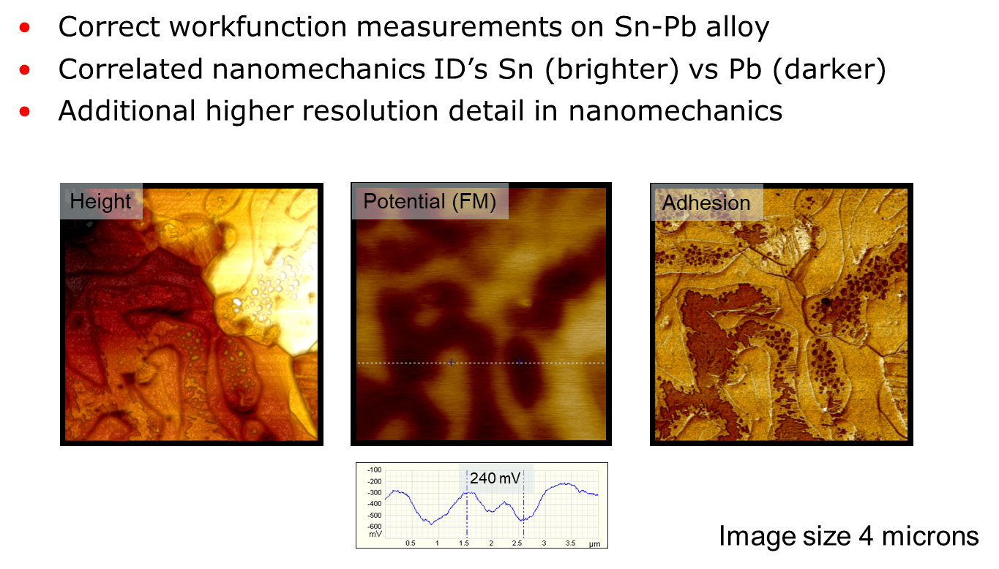 • Correct workfunction measurements on Sn-Pb alloy
• Correlated nanomechanics ID’s Sn (brighter) vs Pb (darker)
• Additional higher resolution detail in nanomechanics
Height
Potential (FM)
Adhesion
240 mV
-100
-200
-300
-400
-500
-600
mV
0.5 1 1.5 2 2.5 3 3.5 µm
Image size 4 microns